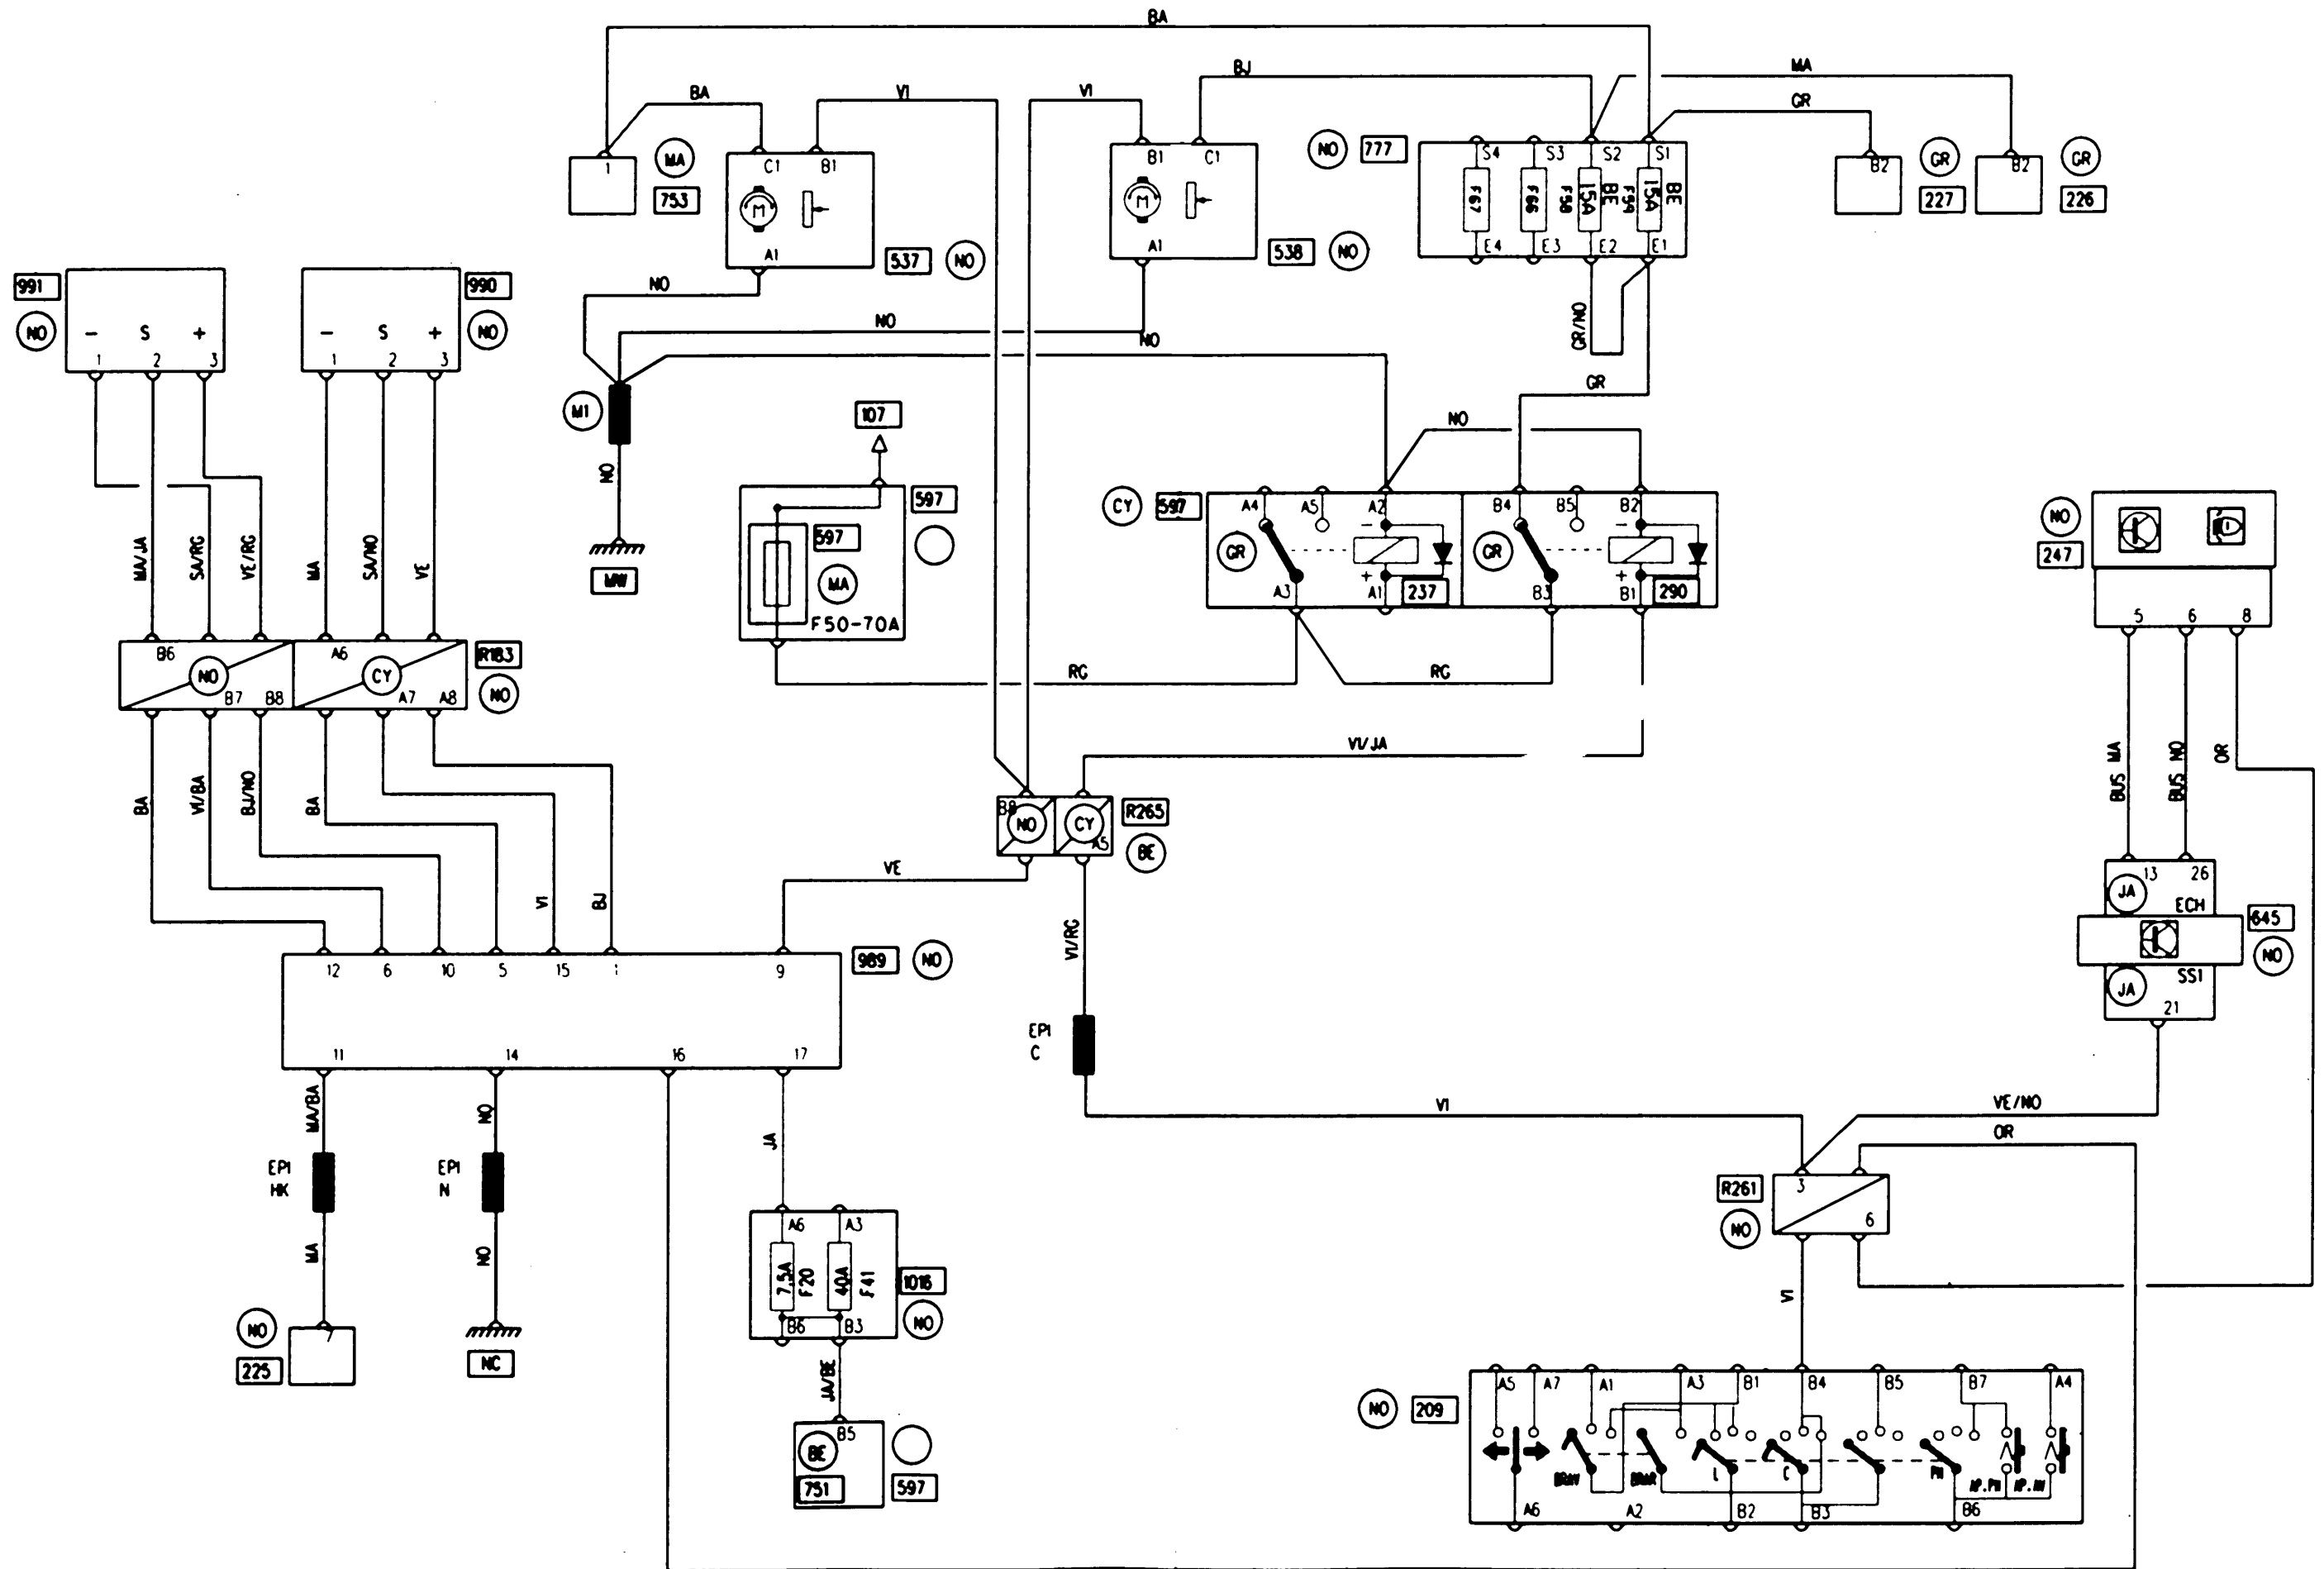 BA
BA
VI
VI
BJ
MA
GR
1
MA
753
C1 B1
M
A1
537 NO
B1 C1
M
A1
538 NO
NO 777
S4 S3 S2 S1
F67 F66 F58 15A BE F59 15A BE
E4 E3 E2 E1
B2
GR
227
B2
GR
226
991
NO
- S +
1 2 3
990
NO
- S +
1 2 3
NO
NO
NO
M1
NO
107
597
597
MA
F50-70A
GR/NO
GR
NO
CY 597
A4 A5 A2 B4 B5 B2
- -
GR GR
+ +
A3 A1 237 B3 B1 290
NO
247
5 6 8
MA/JA SA/RG VE/RG MA SA/NO VE
B6 A6
NO CY
B7 B8 A7 A8
R183
NO
RG RG
VI/JA
BA VI/BA BJ/NO BA VI BJ
B8
NO CY
A5
R265
BE
VE
VI/RG
BUS MA BUS NO OR
13 26
JA
ECH
645
NO
SS1
JA
21
12 6 10 5 15 1 9
989 NO
11 14 16 17
EPI
C
VI
VE/NO
OR
MA/BA NO JA
EPI
HK
EPI
N
MA NO
NO
225
7
NC
A6 A3
7,5A F20 40A F41
B6 B3
1016
NO
JA/BE
B5
BE
751
597
R261
NO
3
6
VI
NO 209
A5 A7 A1 A3 B1 B4 B5 B7 A4
BRAV BRAR L C PH AP.PH AP.AV
A6 A2 B2 B3 B6